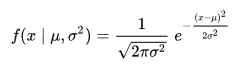 f(x | μ, σ²) = 1/√(2πσ²) e^(−(x−μ)²/(2σ²))